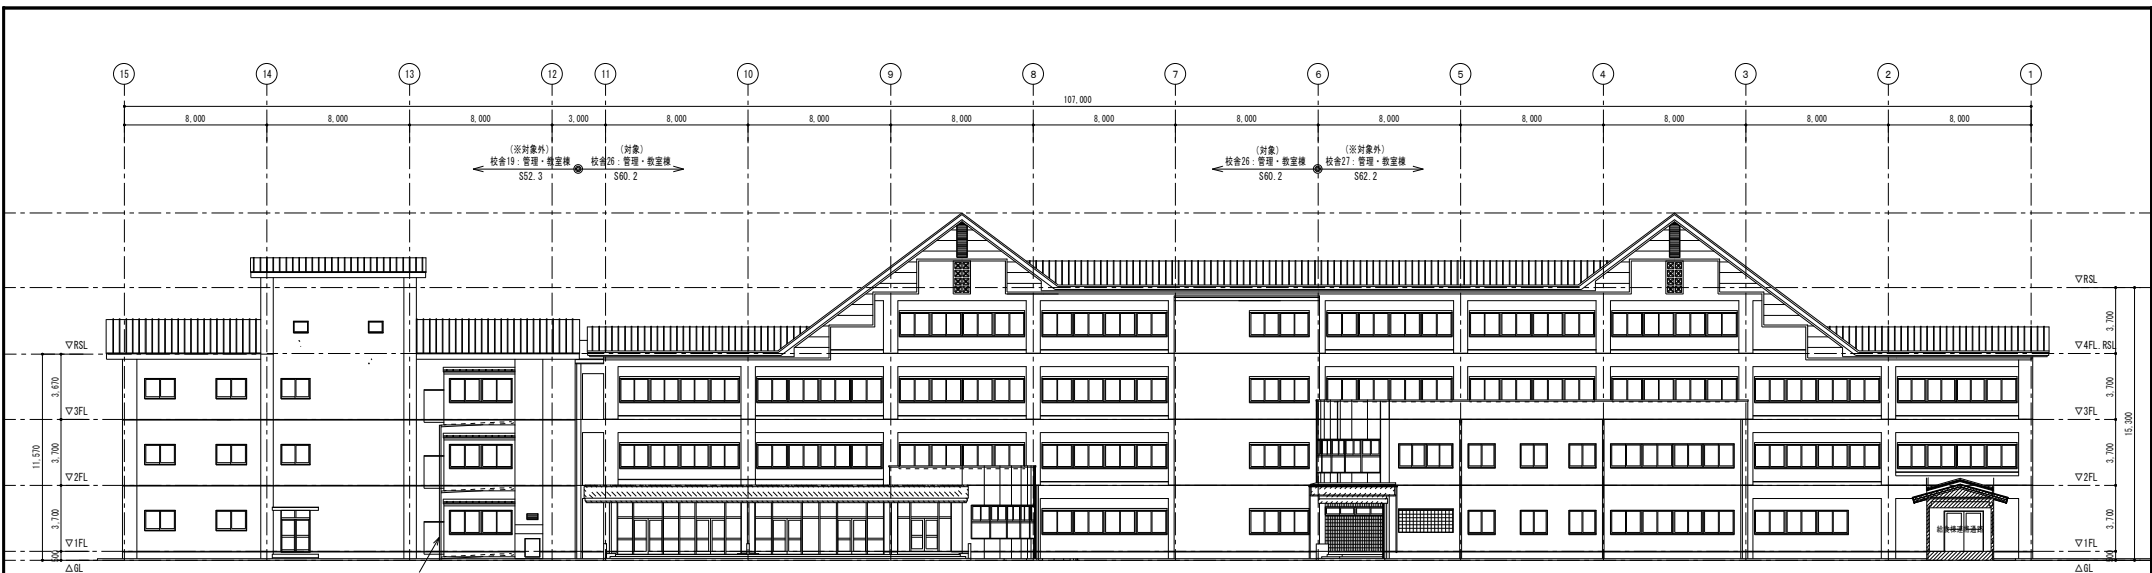 15 14 13 12 11 10 9 8 7 6 5 4 3 2 1
107,000
8,000 8,000 8,000 3,000 8,000 8,000 8,000 8,000 8,000 8,000 8,000 8,000 8,000 8,000
(※対象外) (対象)
校舎19:管理・教室棟 校舎26:管理・教室棟
S52.3 S60.2
(対象) (※対象外)
校舎26:管理・教室棟 校舎27:管理・教室棟
S60.2 S62.2
▽RSL
3,670
▽3FL
11,570
3,700
▽2FL
3,700
▽1FL
500
△GL
▽RSL
3,700
▽4FL.RSL
3,700
▽3FL
15,300
3,700
▽2FL
3,700
▽1FL
500
△GL